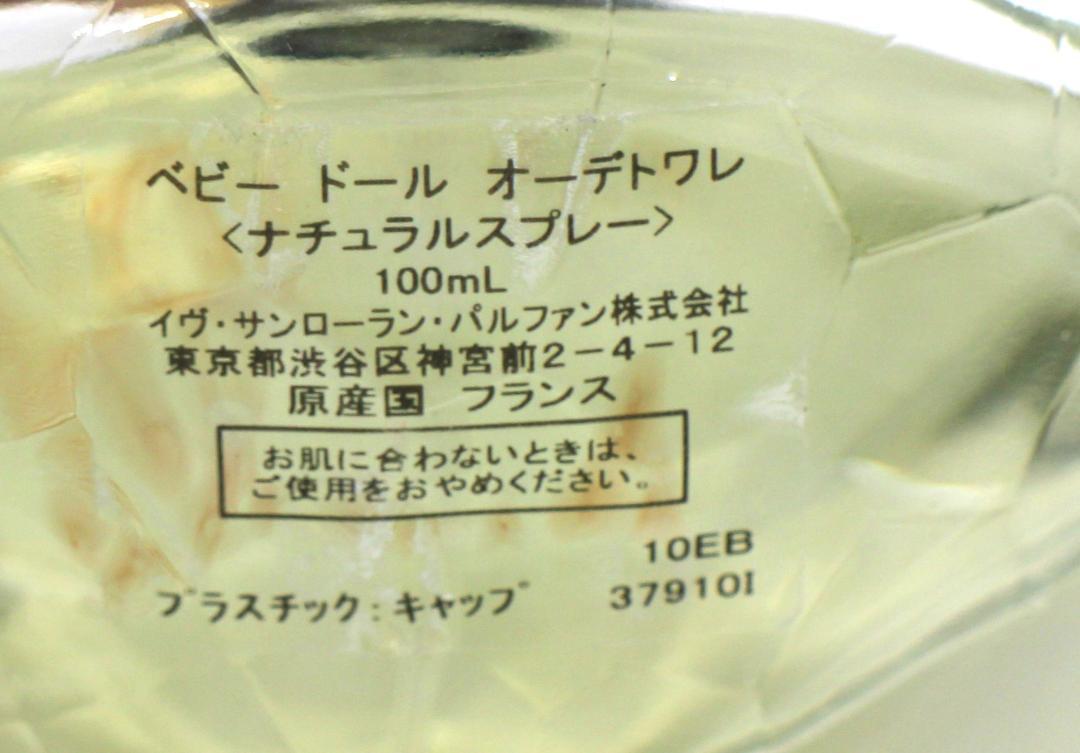 ベビー ドール オーデトワレ
〈ナチュラルスプレー〉
100mL
イヴ・サンローラン・パルファン株式会社
東京都渋谷区神宮前2－4－12
原産国 フランス
お肌に合わないときは、
ご使用をおやめください。
10EB
プラスチック：キャップ 37910I